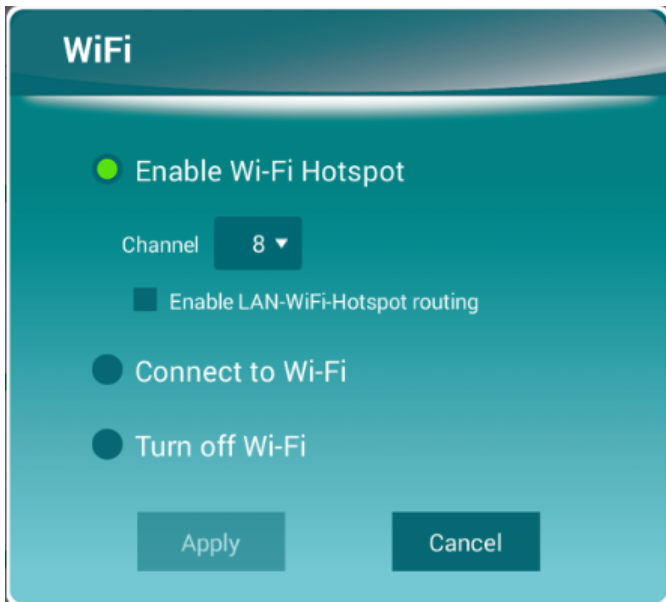 WiFi
Enable Wi-Fi Hotspot
Channel 8
Enable LAN-WiFi-Hotspot routing
Connect to Wi-Fi
Turn off Wi-Fi
Apply Cancel